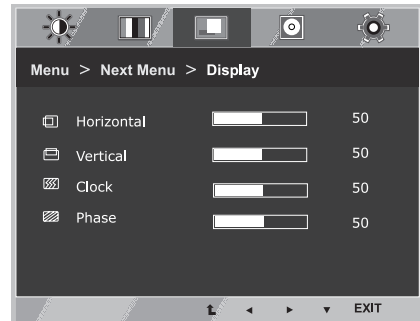 Menu > Next Menu > Display
Horizontal 50
Vertical 50
Clock 50
Phase 50
EXIT